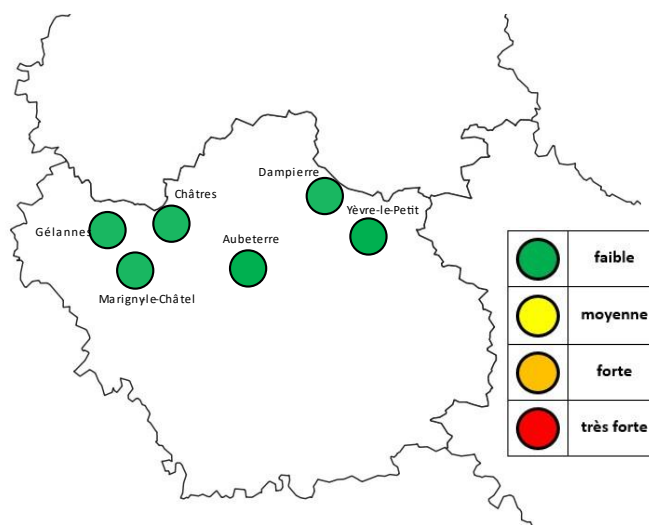 Dampierre
Châtres
Yèvre-le-Petit
Gélannes
Aubeterre
Marignyle-Châtel
faible
moyenne
forte
très forte